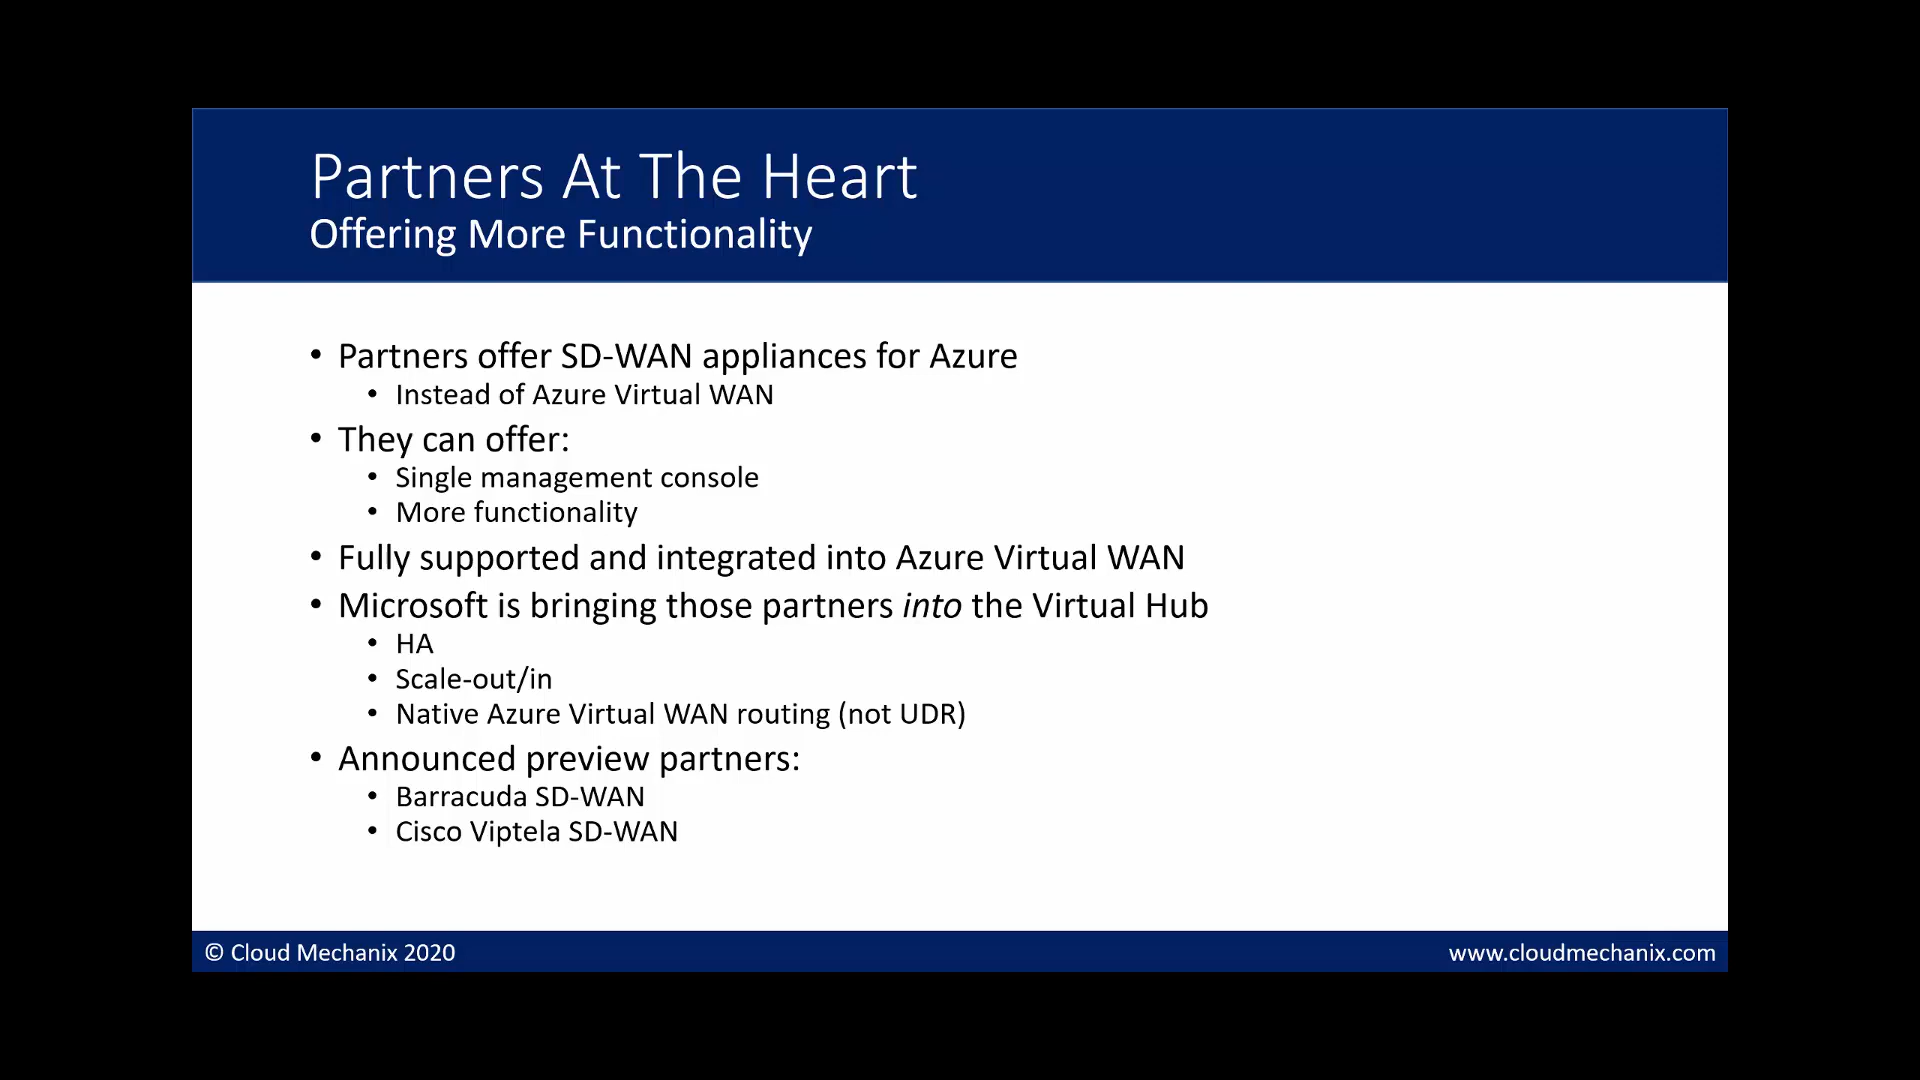 Partners At The Heart
Offering More Functionality
• Partners offer SD-WAN appliances for Azure
• Instead of Azure Virtual WAN
• They can offer:
• Single management console
• More functionality
• Fully supported and integrated into Azure Virtual WAN
• Microsoft is bringing those partners into the Virtual Hub
• HA
• Scale-out/in
• Native Azure Virtual WAN routing (not UDR)
• Announced preview partners:
• Barracuda SD-WAN
• Cisco Viptela SD-WAN
© Cloud Mechanix 2020
www.cloudmechanix.com